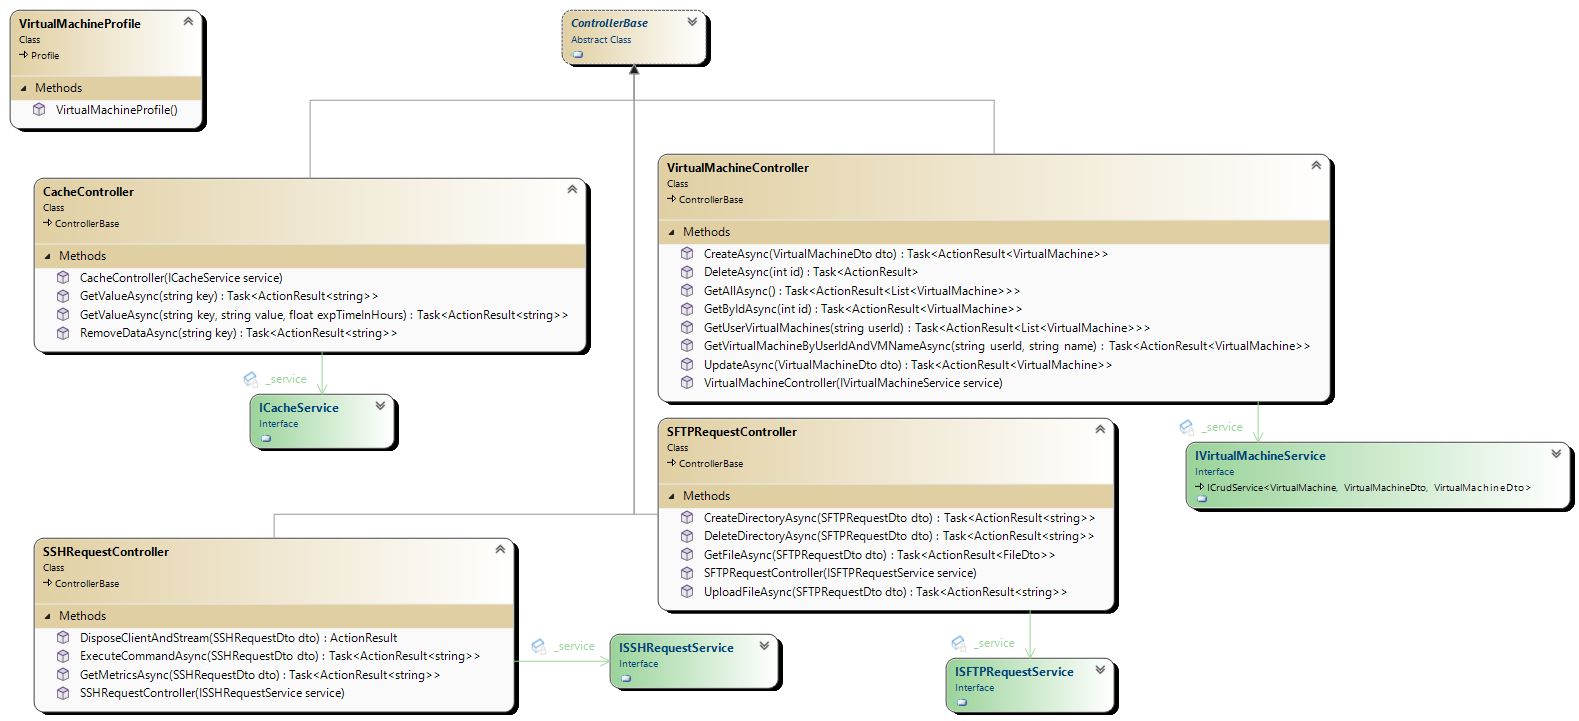 VirtualMachineProfile
Class
Profile
Methods
VirtualMachineProfile()
ControllerBase
Abstract Class
CacheController
Class
ControllerBase
Methods
CacheController(ICacheService service)
GetValueAsync(string key) : Task<ActionResult<string>>
GetValueAsync(string key, string value, float expTimeInHours) : Task<ActionResult<string>>
RemoveDataAsync(string key) : Task<ActionResult<string>>
_service
ICacheService
Interface
VirtualMachineController
Class
ControllerBase
Methods
CreateAsync(VirtualMachineDto dto) : Task<ActionResult<VirtualMachine>>
DeleteAsync(int id) : Task<ActionResult>
GetAllAsync() : Task<ActionResult<List<VirtualMachine>>>
GetByIdAsync(int id) : Task<ActionResult<VirtualMachine>>
GetUserVirtualMachines(string userId) : Task<ActionResult<List<VirtualMachine>>>
GetVirtualMachineByUserIdAndVMNameAsync(string userId, string name) : Task<ActionResult<VirtualMachine>>
UpdateAsync(VirtualMachineDto dto) : Task<ActionResult<VirtualMachine>>
VirtualMachineController(IVirtualMachineService service)
_service
IVirtualMachineService
Interface
ICrudService<VirtualMachine, VirtualMachineDto, VirtualMachineDto>
SFTPRequestController
Class
ControllerBase
Methods
CreateDirectoryAsync(SFTPRequestDto dto) : Task<ActionResult<string>>
DeleteDirectoryAsync(SFTPRequestDto dto) : Task<ActionResult<string>>
GetFileAsync(SFTPRequestDto dto) : Task<ActionResult<FileDto>>
SFTPRequestController(ISFTPRequestService service)
UploadFileAsync(SFTPRequestDto dto) : Task<ActionResult<string>>
_service
ISFTPRequestService
Interface
SSHRequestController
Class
ControllerBase
Methods
DisposeClientAndStream(SSHRequestDto dto) : ActionResult
ExecuteCommandAsync(SSHRequestDto dto) : Task<ActionResult<string>>
GetMetricsAsync(SSHRequestDto dto) : Task<ActionResult<string>>
SSHRequestController(ISSHRequestService service)
_service
ISSHRequestService
Interface